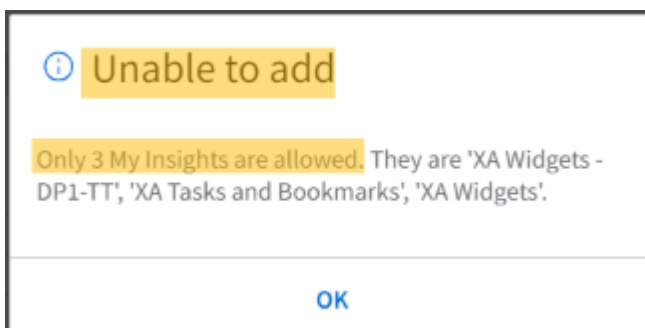 Unable to add
Only 3 My Insights are allowed. They are 'XA Widgets -
DP1-TT', 'XA Tasks and Bookmarks', 'XA Widgets'.
OK